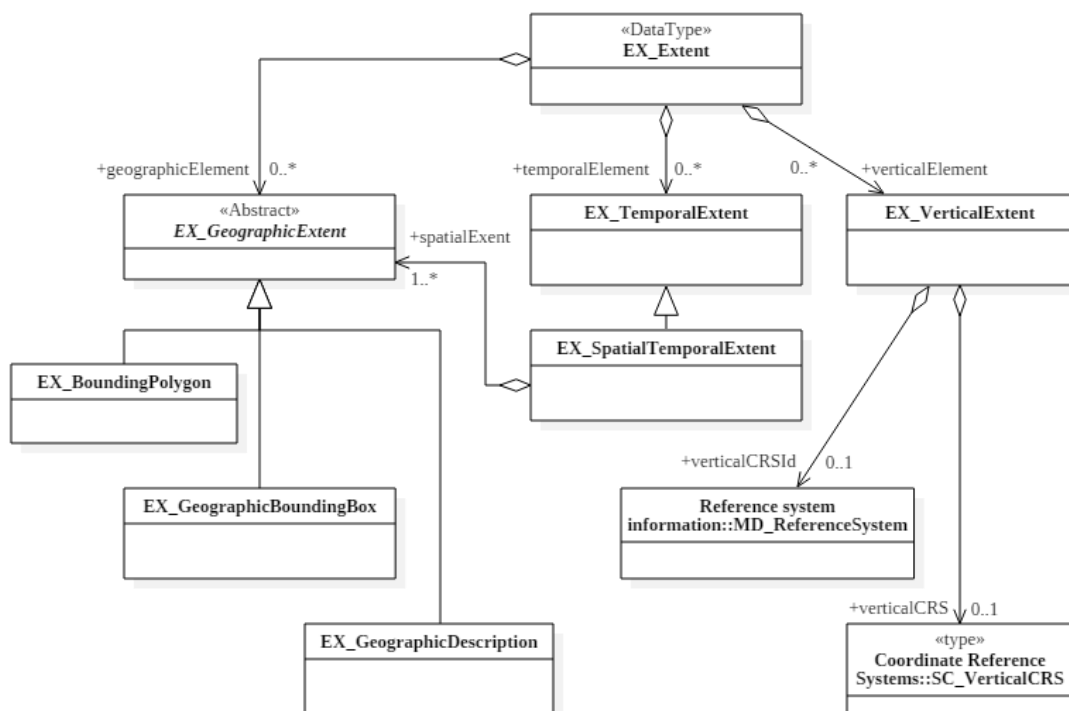 «DataType»
EX_Extent
+geographicElement
0..*
+temporalElement
0..*
0..*
+verticalElement
«Abstract»
EX_GeographicExtent
EX_TemporalExtent
EX_VerticalExtent
+spatialExent
1..*
EX_SpatialTemporalExtent
EX_BoundingPolygon
+verticalCRSId
0..1
EX_GeographicBoundingBox
Reference system
information::MD_ReferenceSystem
+verticalCRS
0..1
EX_GeographicDescription
«type»
Coordinate Reference
Systems::SC_VerticalCRS